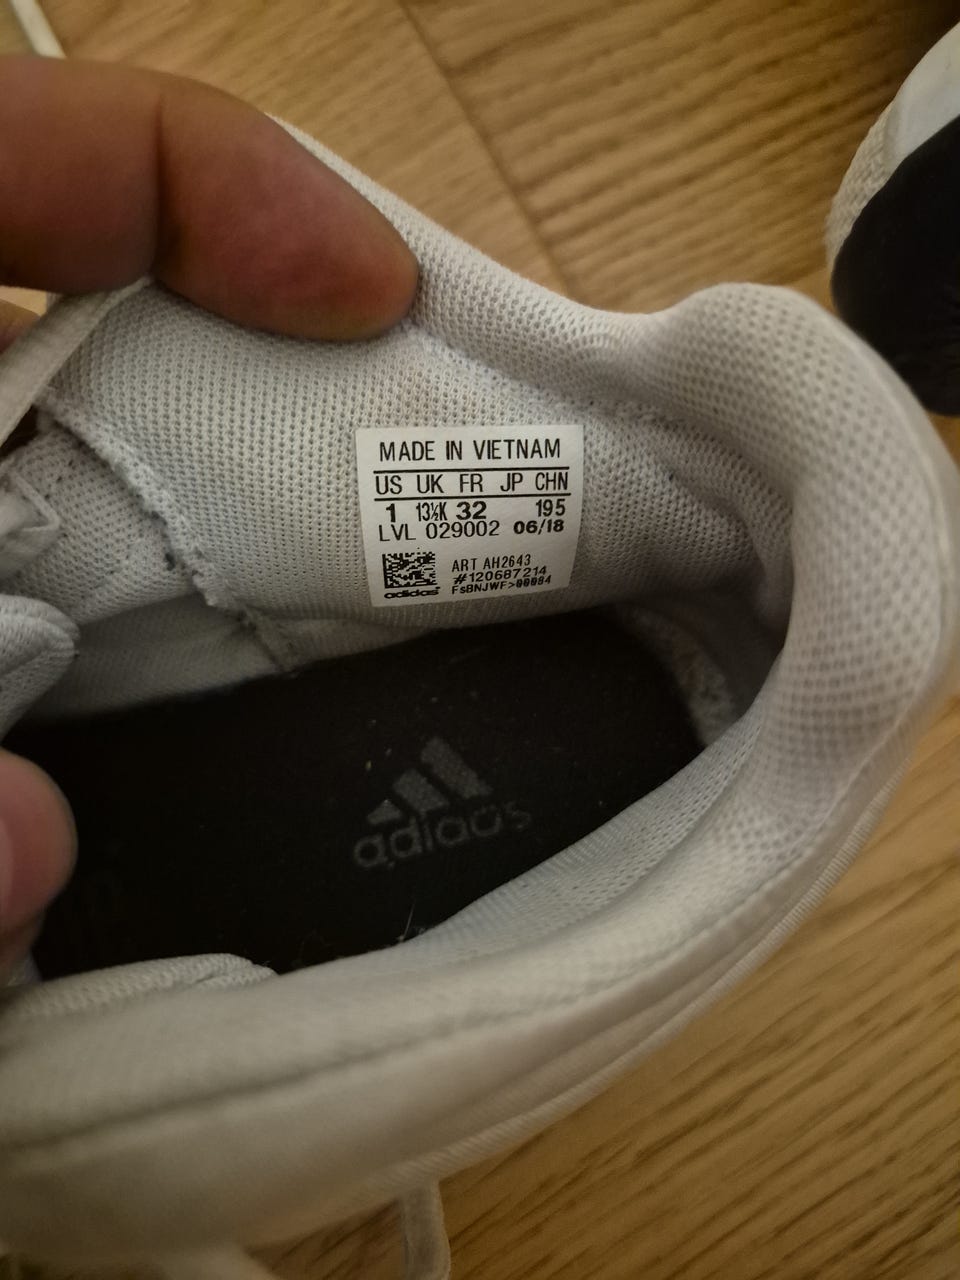 MADE IN VIETNAM
US UK FR JP CHN
1 13½K 32 195
LVL 029002 06/18
ART AH2643
#120687214
FsBNJWF>00084
adidas
adidas